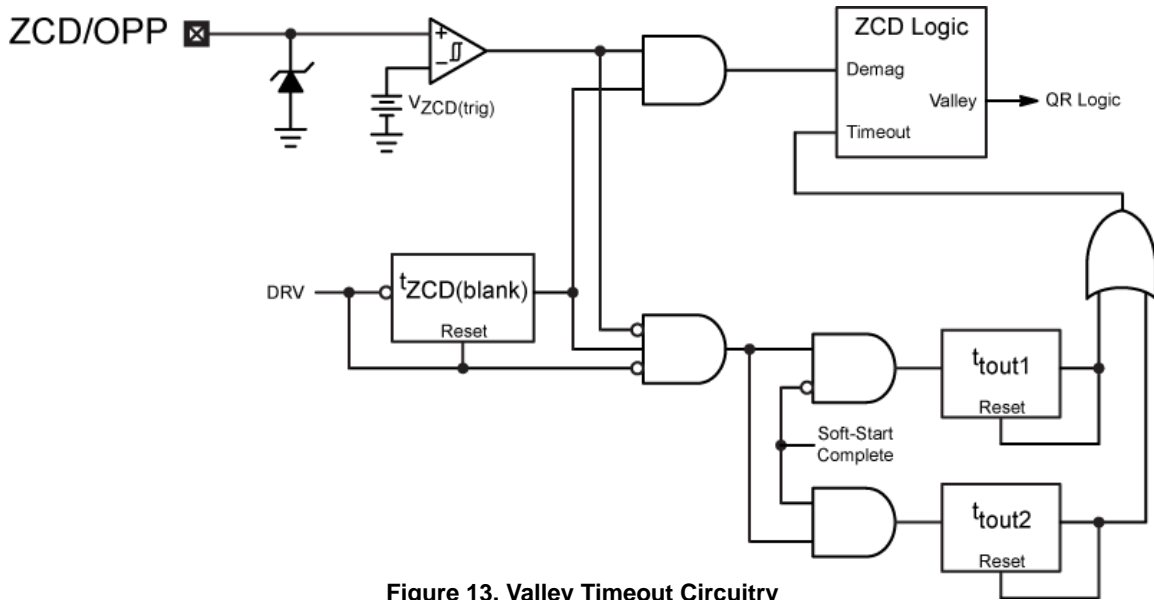 ZCD/OPP
+
−
VZCD(trig)
ZCD Logic
Demag
Valley
QR Logic
Timeout
DRV
tZCD(blank)
Reset
ttout1
Reset
Soft-Start
Complete
ttout2
Reset
Figure 13. Valley Timeout Circuitry